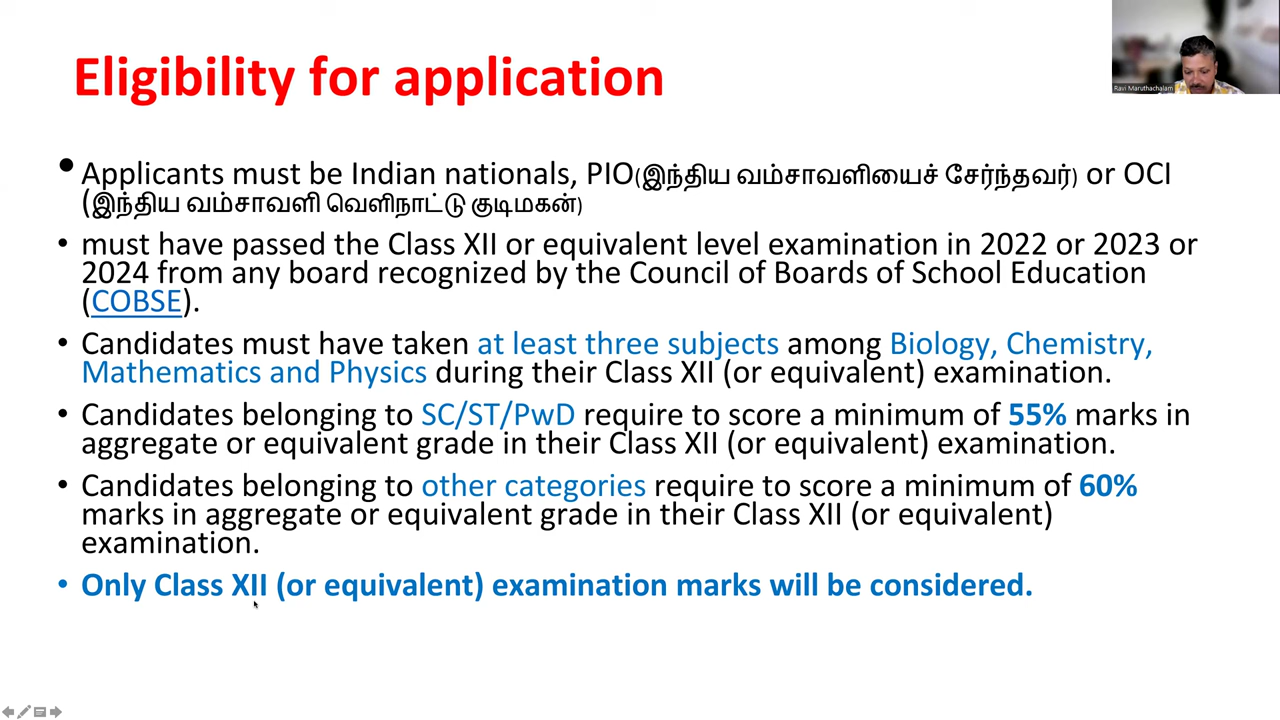 Eligibility for application
Ravi Maruthachalam
• Applicants must be Indian nationals, PIO(இந்திய வம்சாவளியைச் சேர்ந்தவர்) or OCI
(இந்திய வம்சாவளி வெளிநாட்டு குடிமகன்)
• must have passed the Class XII or equivalent level examination in 2022 or 2023 or
2024 from any board recognized by the Council of Boards of School Education
(COBSE).
• Candidates must have taken at least three subjects among Biology, Chemistry,
Mathematics and Physics during their Class XII (or equivalent) examination.
• Candidates belonging to SC/ST/PwD require to score a minimum of 55% marks in
aggregate or equivalent grade in their Class XII (or equivalent) examination.
• Candidates belonging to other categories require to score a minimum of 60%
marks in aggregate or equivalent grade in their Class XII (or equivalent)
examination.
• Only Class XII (or equivalent) examination marks will be considered.